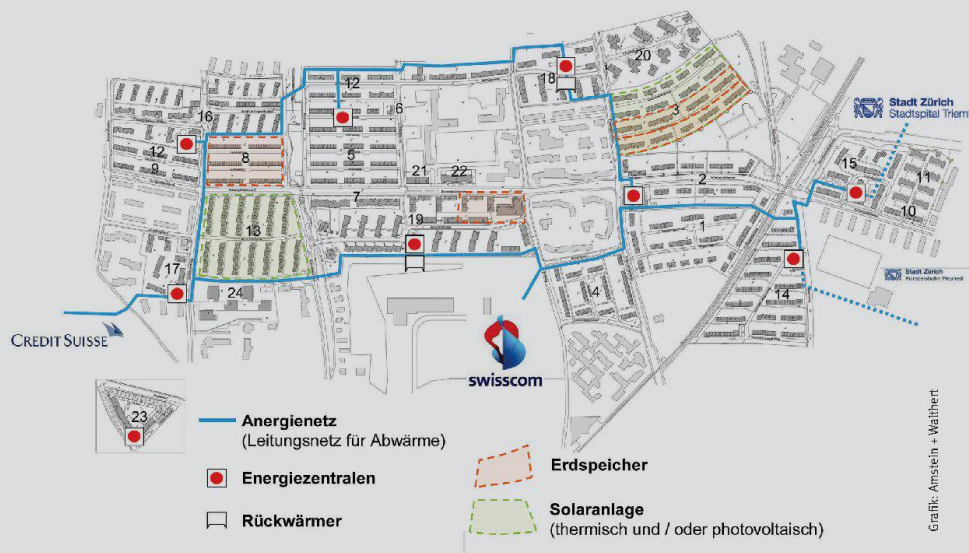 20
12
18
3
6
16
Stadt Zürich
Stadtspital Triemli
12
9
8
5
21
22
15
11
2
7
10
13
19
1
17
4
14
24
Stadt Zürich
CREDIT SUISSE
swisscom
23
Anergienetz
(Leitungsnetz für Abwärme)
Energiezentralen
Rückwärmer
Erdspeicher
Solaranlage
(thermisch und / oder photovoltaisch)
Grafik: Amstein + Walthert